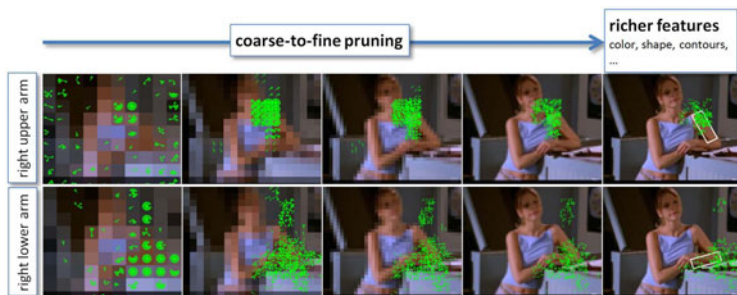 coarse-to-fine pruning
richer features
color, shape, contours,
...
right upper arm
right lower arm